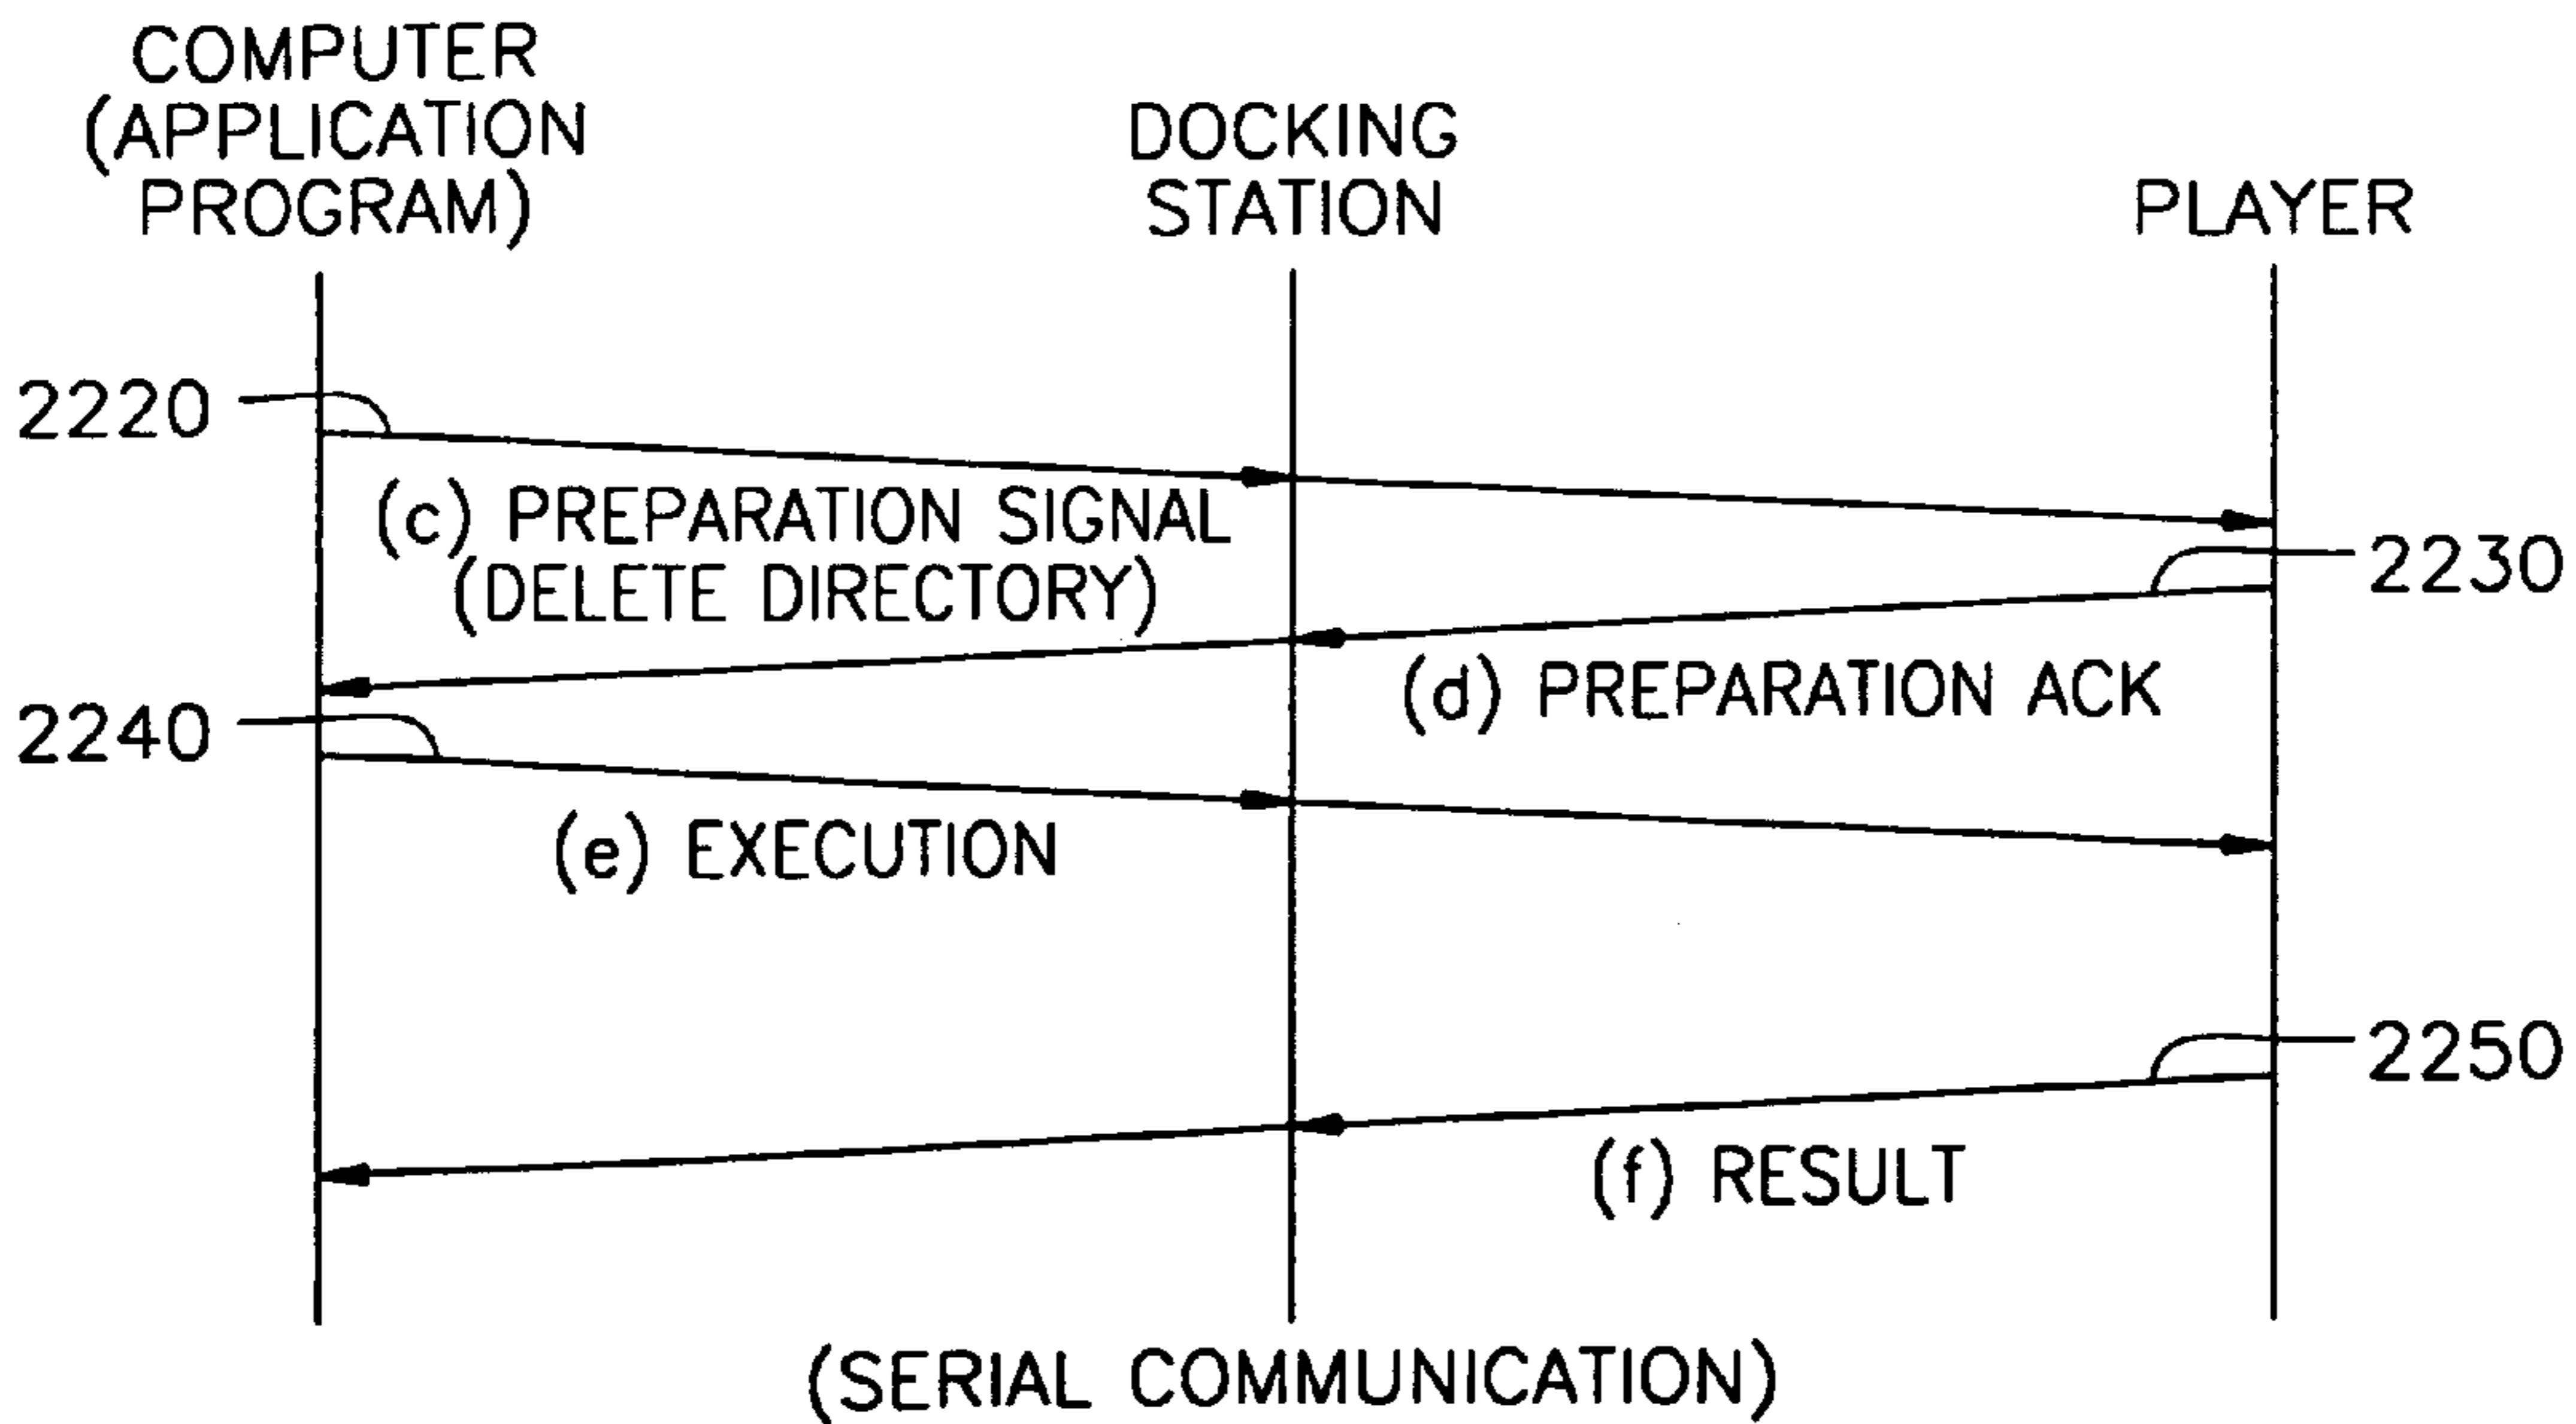 COMPUTER
(APPLICATION
PROGRAM)
DOCKING
STATION
PLAYER
2220
(c) PREPARATION SIGNAL
(DELETE DIRECTORY)
2230
(d) PREPARATION ACK
2240
(e) EXECUTION
2250
(f) RESULT
(SERIAL COMMUNICATION)